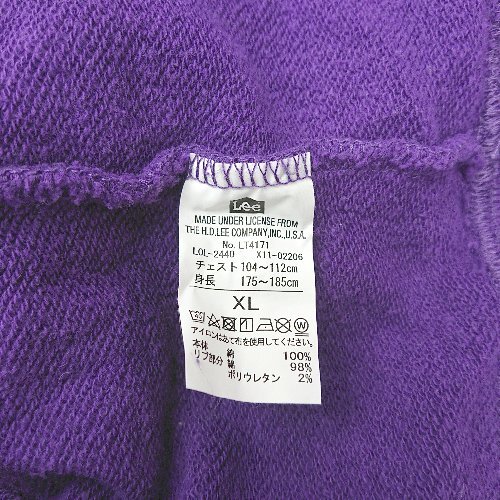 Lee
MADE UNDER LICENSE FROM
THE H.D.LEE COMPANY,INC.,U.S.A.
No. LT4171
LOL-2440 X11-02206
チェスト 104〜112cm
身長 175〜185cm
XL
アイロンはあて布を使用してください
本体 綿 100%
リブ部分 綿 98%
ポリウレタン 2%